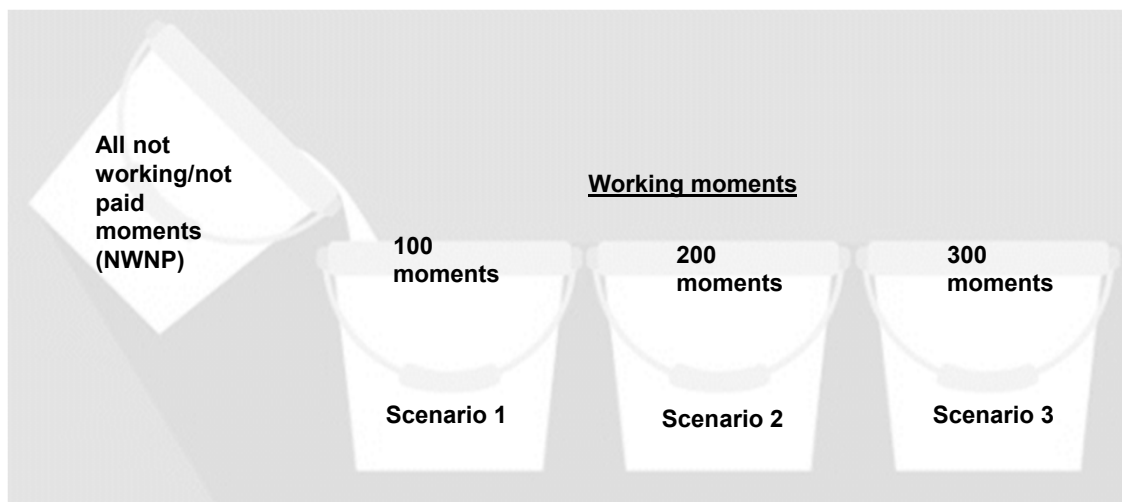 All not
working/not
paid
moments
(NWNP)
Working moments
100
moments
200
moments
300
moments
Scenario 1
Scenario 2
Scenario 3